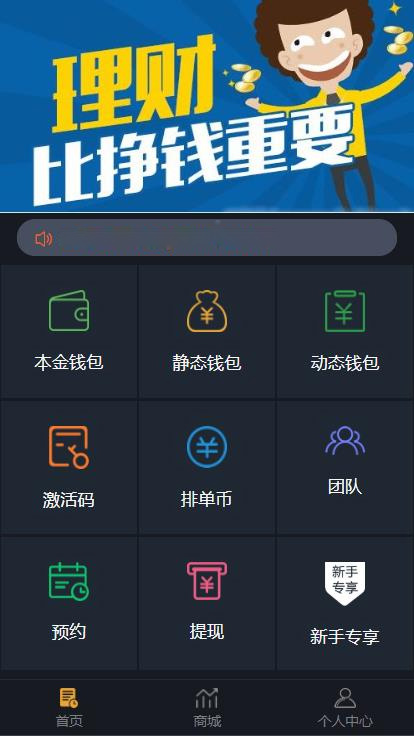 理财
比挣钱重要
本金钱包
静态钱包
动态钱包
激活码
排单币
团队
预约
提现
新手
专享
新手专享
首页
商城
个人中心